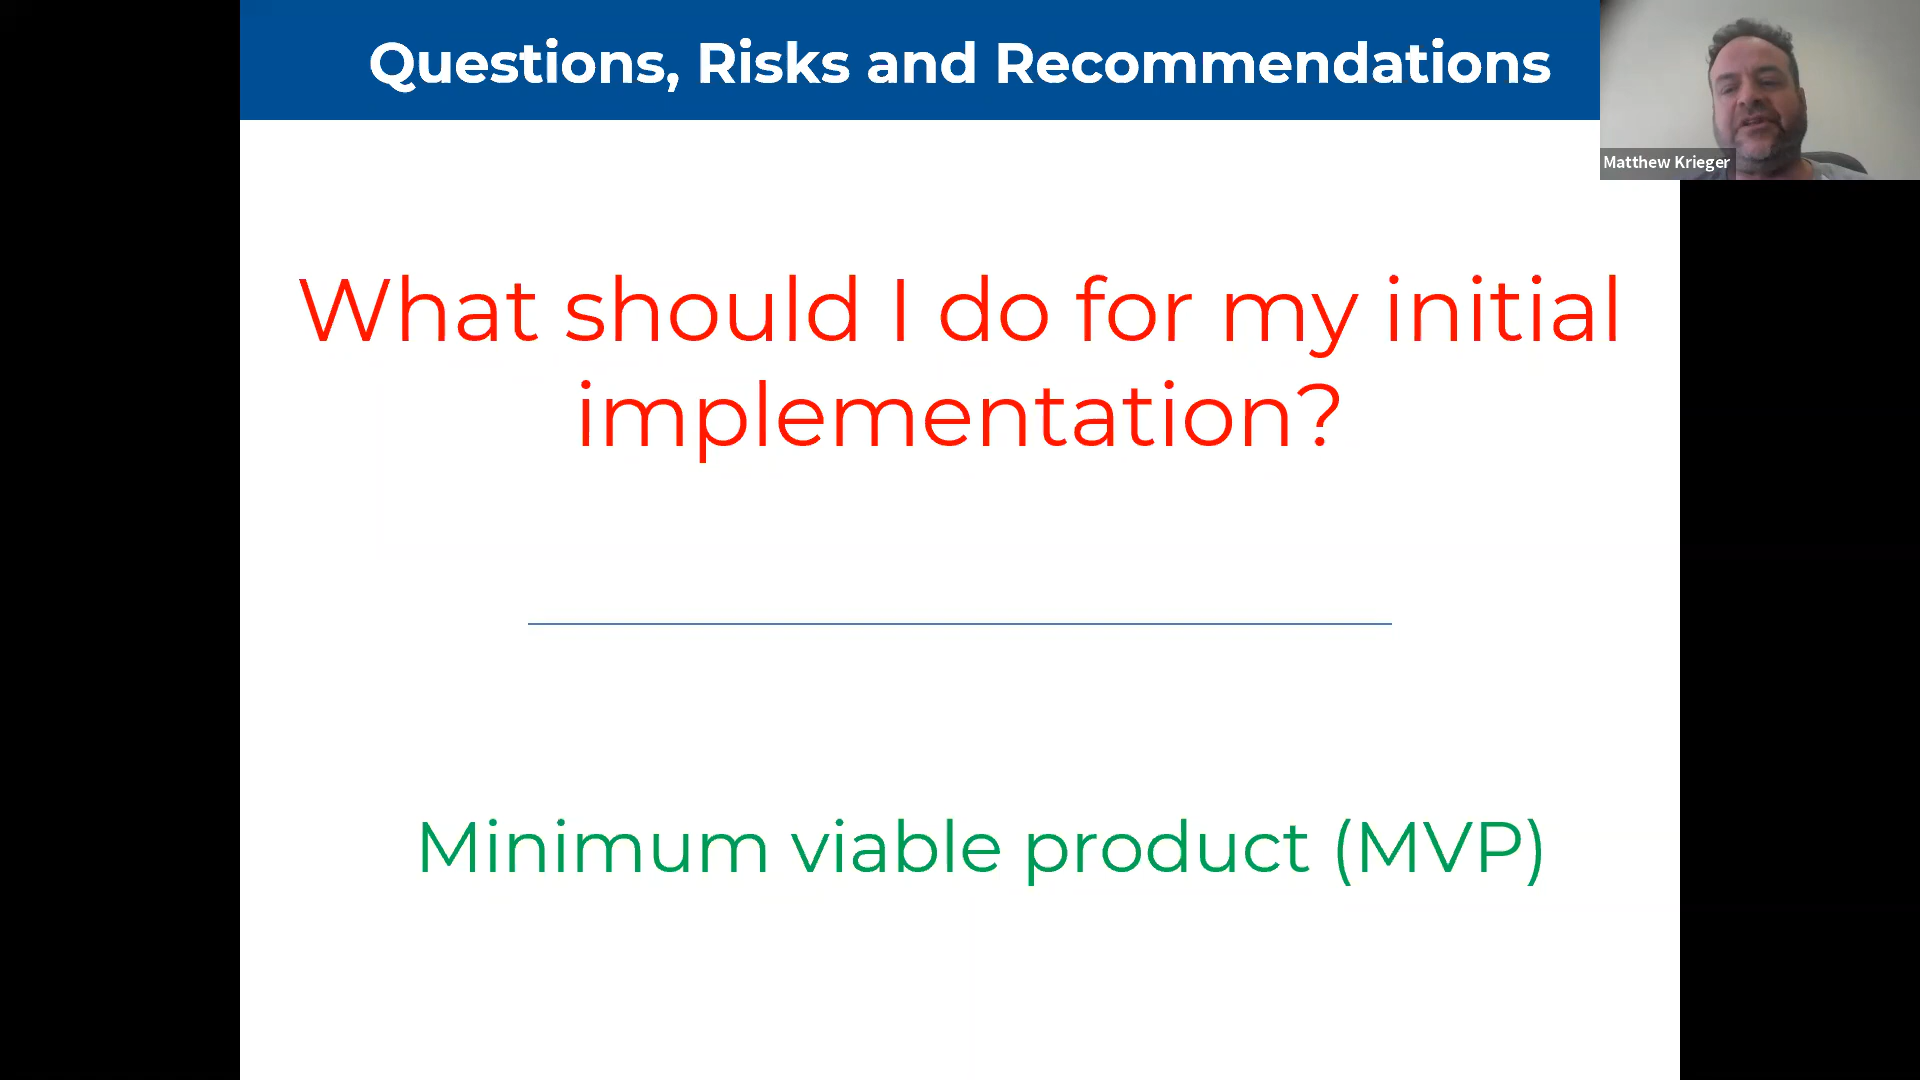 Questions, Risks and Recommendations
Matthew Krieger
What should I do for my initial
implementation?
Minimum viable product (MVP)